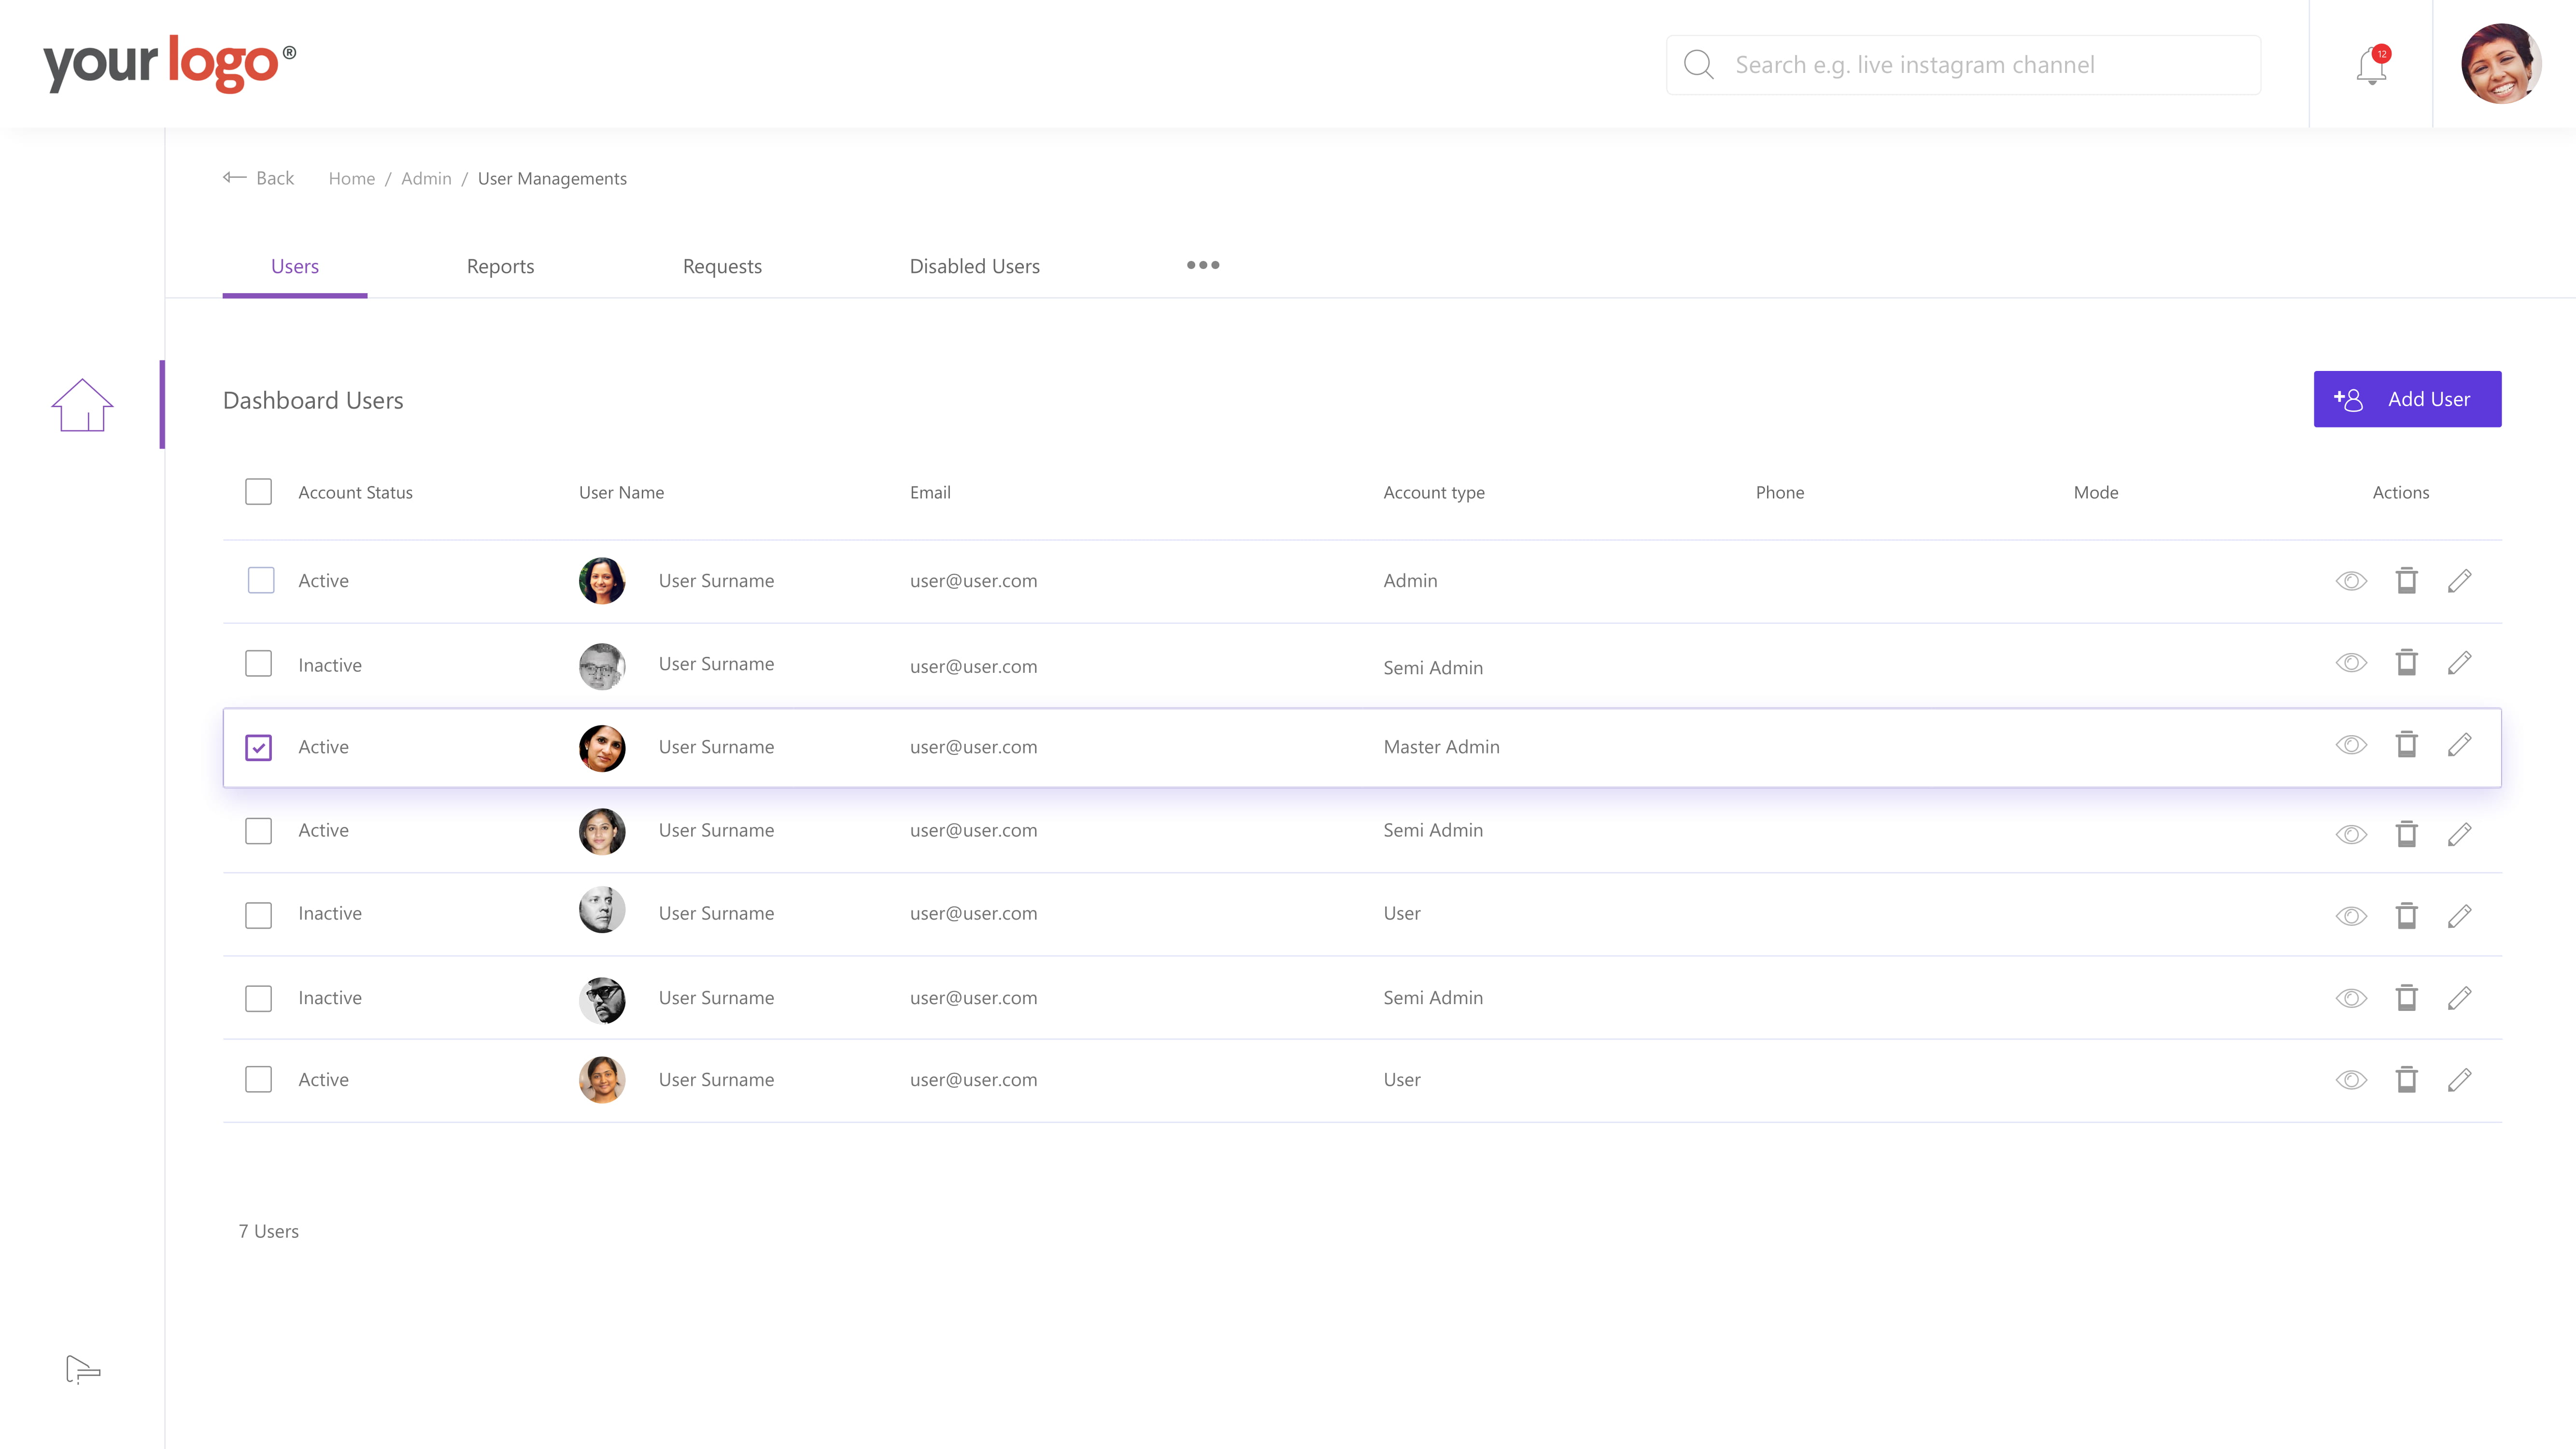 your logo®
Search e.g. live instagram channel
12
Back Home / Admin / User Managements
Users Reports Requests Disabled Users
Dashboard Users
Add User
Account Status User Name Email Account type Phone Mode Actions
Active User Surname user@user.com Admin
Inactive User Surname user@user.com Semi Admin
Active User Surname user@user.com Master Admin
Active User Surname user@user.com Semi Admin
Inactive User Surname user@user.com User
Inactive User Surname user@user.com Semi Admin
Active User Surname user@user.com User
7 Users